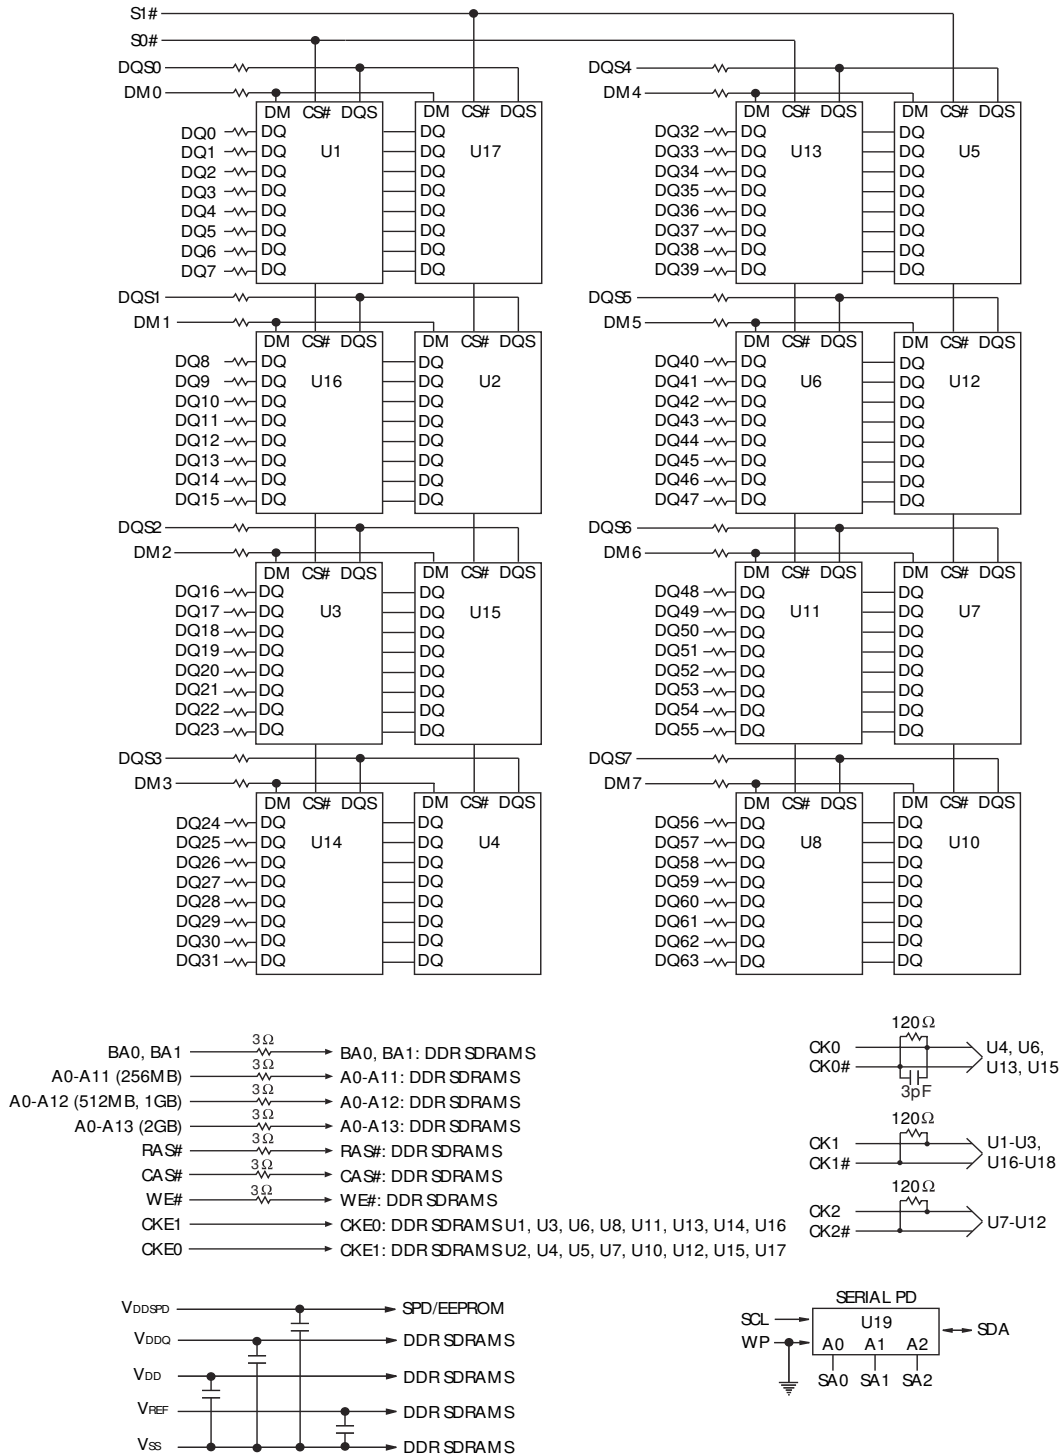 S1#
S0#
DQS0
DM0
DM CS# DQS
DM CS# DQS
DQ0 DQ DQ
DQ1 DQ U1 DQ U17
DQ2 DQ DQ
DQ3 DQ DQ
DQ4 DQ DQ
DQ5 DQ DQ
DQ6 DQ DQ
DQ7 DQ DQ
DQS4
DM4
DM CS# DQS
DM CS# DQS
DQ32 DQ DQ
DQ33 DQ U13 DQ U5
DQ34 DQ DQ
DQ35 DQ DQ
DQ36 DQ DQ
DQ37 DQ DQ
DQ38 DQ DQ
DQ39 DQ DQ
DQS1
DM1
DM CS# DQS
DM CS# DQS
DQ8 DQ DQ
DQ9 DQ U16 DQ U2
DQ10 DQ DQ
DQ11 DQ DQ
DQ12 DQ DQ
DQ13 DQ DQ
DQ14 DQ DQ
DQ15 DQ DQ
DQS5
DM5
DM CS# DQS
DM CS# DQS
DQ40 DQ DQ
DQ41 DQ U6 DQ U12
DQ42 DQ DQ
DQ43 DQ DQ
DQ44 DQ DQ
DQ45 DQ DQ
DQ46 DQ DQ
DQ47 DQ DQ
DQS2
DM2
DM CS# DQS
DM CS# DQS
DQ16 DQ DQ
DQ17 DQ U3 DQ U15
DQ18 DQ DQ
DQ19 DQ DQ
DQ20 DQ DQ
DQ21 DQ DQ
DQ22 DQ DQ
DQ23 DQ DQ
DQS6
DM6
DM CS# DQS
DM CS# DQS
DQ48 DQ DQ
DQ49 DQ U11 DQ U7
DQ50 DQ DQ
DQ51 DQ DQ
DQ52 DQ DQ
DQ53 DQ DQ
DQ54 DQ DQ
DQ55 DQ DQ
DQS3
DM3
DM CS# DQS
DM CS# DQS
DQ24 DQ DQ
DQ25 DQ U14 DQ U4
DQ26 DQ DQ
DQ27 DQ DQ
DQ28 DQ DQ
DQ29 DQ DQ
DQ30 DQ DQ
DQ31 DQ DQ
DQS7
DM7
DM CS# DQS
DM CS# DQS
DQ56 DQ DQ
DQ57 DQ U8 DQ U10
DQ58 DQ DQ
DQ59 DQ DQ
DQ60 DQ DQ
DQ61 DQ DQ
DQ62 DQ DQ
DQ63 DQ DQ
BA0, BA1 3Ω BA0, BA1: DDR SDRAMS
A0-A11 (256MB) 3Ω A0-A11: DDR SDRAMS
A0-A12 (512MB, 1GB) 3Ω A0-A12: DDR SDRAMS
A0-A13 (2GB) 3Ω A0-A13: DDR SDRAMS
RAS# 3Ω RAS#: DDR SDRAMS
CAS# 3Ω CAS#: DDR SDRAMS
WE# 3Ω WE#: DDR SDRAMS
CKE1 CKE0: DDR SDRAMS U1, U3, U6, U8, U11, U13, U14, U16
CKE0 CKE1: DDR SDRAMS U2, U4, U5, U7, U10, U12, U15, U17
120Ω
CK0 U4, U6,
CK0# U13, U15
3pF
120Ω
CK1 U1-U3,
CK1# U16-U18
120Ω
CK2 U7-U12
CK2#
VDDSPD SPD/EEPROM
VDDQ DDR SDRAMS
VDD DDR SDRAMS
VREF DDR SDRAMS
VSS DDR SDRAMS
SERIAL PD
SCL U19
WP A0 A1 A2 SDA
SA0 SA1 SA2